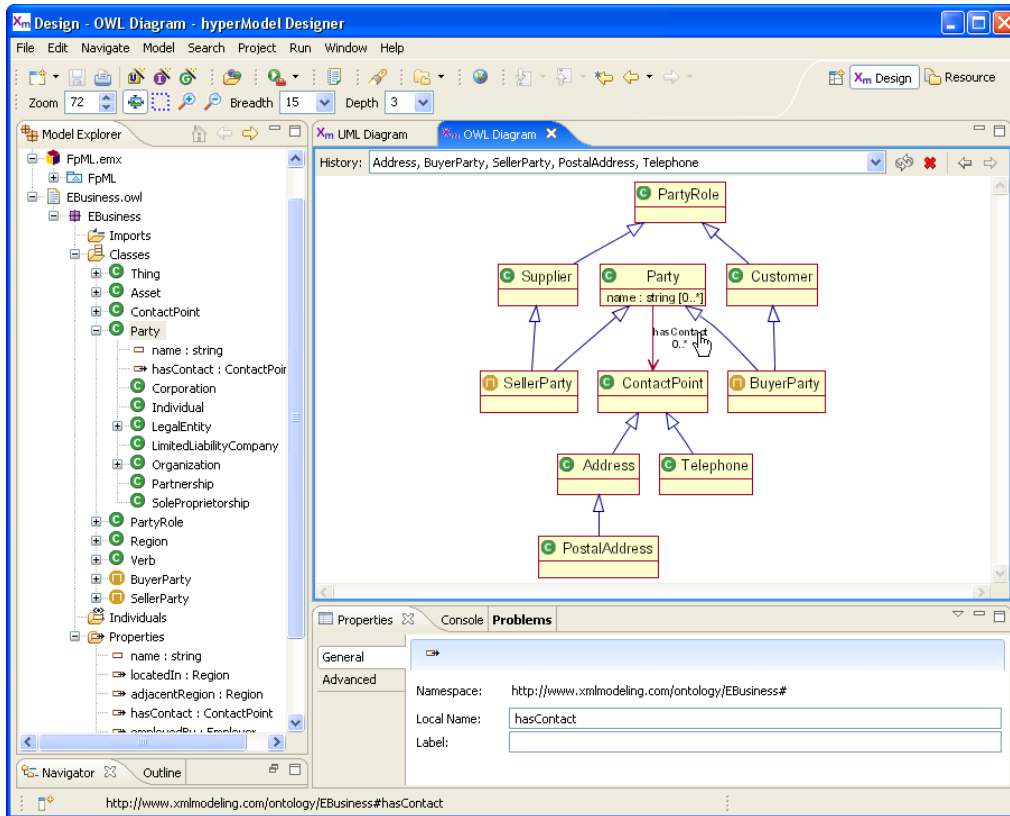 Design - OWL Diagram - hyperModel Designer
File Edit Navigate Model Search Project Run Window Help
Design Resource
Zoom 72 Breadth 15 Depth 3
Model Explorer
FpML.emx
FpML
EBusiness.owl
EBusiness
Imports
Classes
Thing
Asset
ContactPoint
Party
name : string
hasContact : ContactPoir
Corporation
Individual
LegalEntity
LimitedLiabilityCompany
Organization
Partnership
SoleProprietorship
PartyRole
Region
Verb
BuyerParty
SellerParty
Individuals
Properties
name : string
locatedIn : Region
adjacentRegion : Region
hasContact : ContactPoint
employedBy : Employer
Navigator Outline
UML Diagram OWL Diagram
History: Address, BuyerParty, SellerParty, PostalAddress, Telephone
PartyRole
Supplier Party Customer
name : string [0..*]
hasContact
0..*
SellerParty ContactPoint BuyerParty
Address Telephone
PostalAddress
Properties Console Problems
General
Advanced
Namespace: http://www.xmlmodeling.com/ontology/EBusiness#
Local Name: hasContact
Label:
http://www.xmlmodeling.com/ontology/EBusiness#hasContact